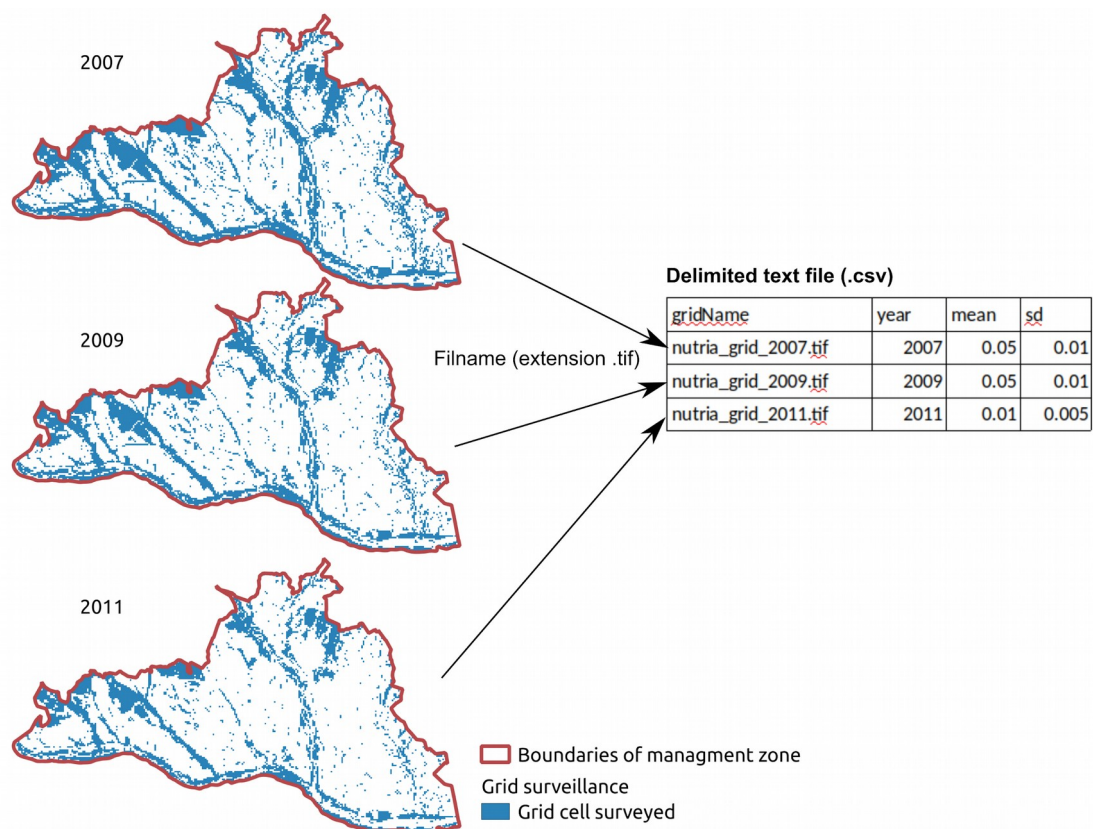 2007
Delimited text file (.csv)
gridName year mean sd
nutria_grid_2007.tif 2007 0.05 0.01
2009
Filname (extension .tif)
nutria_grid_2009.tif 2009 0.05 0.01
nutria_grid_2011.tif 2011 0.01 0.005
2011
Boundaries of managment zone
Grid surveillance
Grid cell surveyed